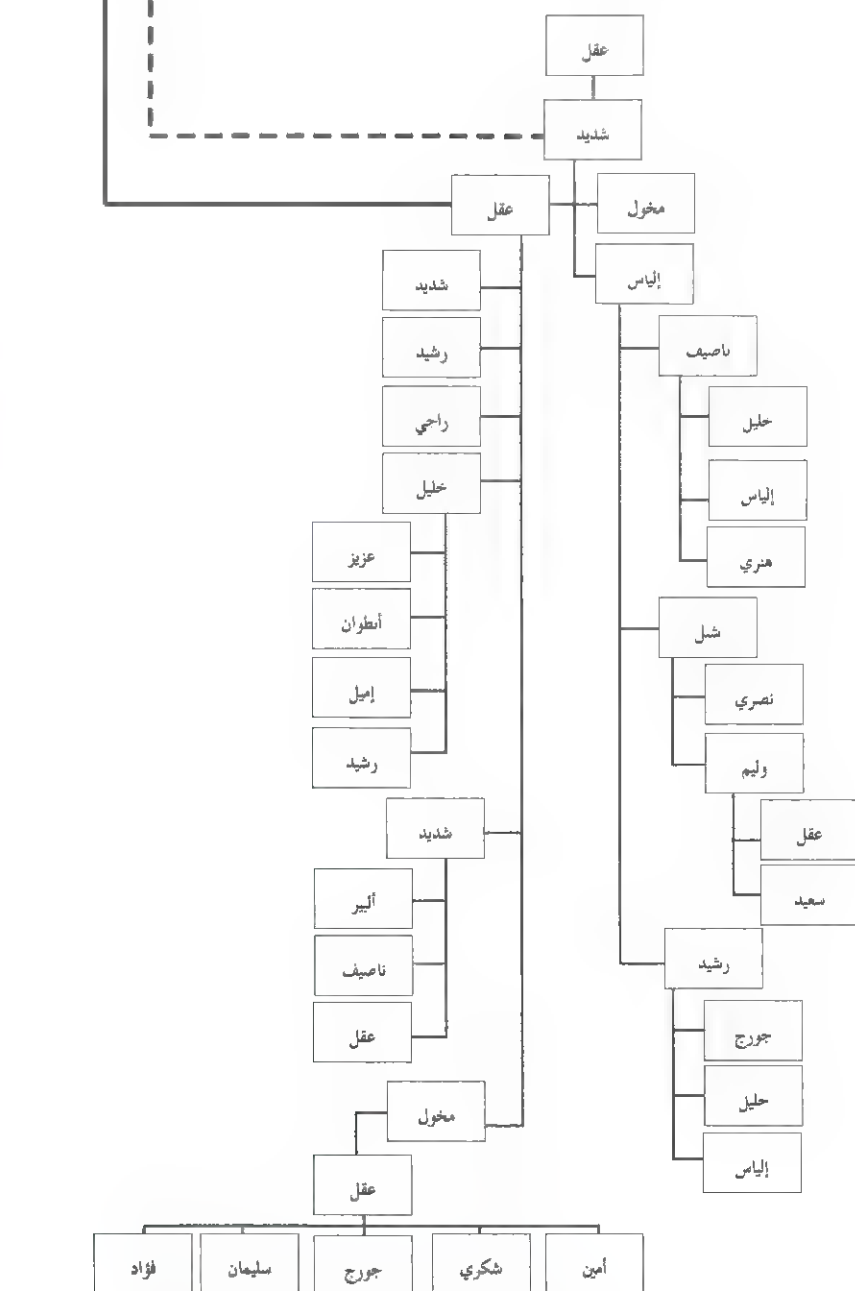 عقل
شديد
مخول
عقل
إلياس
شديد
رشيد
راجي
خليل
عزيز
أنطوان
إميل
رشيد
شديد
ألبير
ناصيف
عقل
مخول
عقل
ناصيف
خليل
إلياس
هنري
شبل
نصري
وليم
عقل
سعيد
رشيد
جورج
خليل
إلياس
أمين
شكري
جورج
سليمان
فؤاد